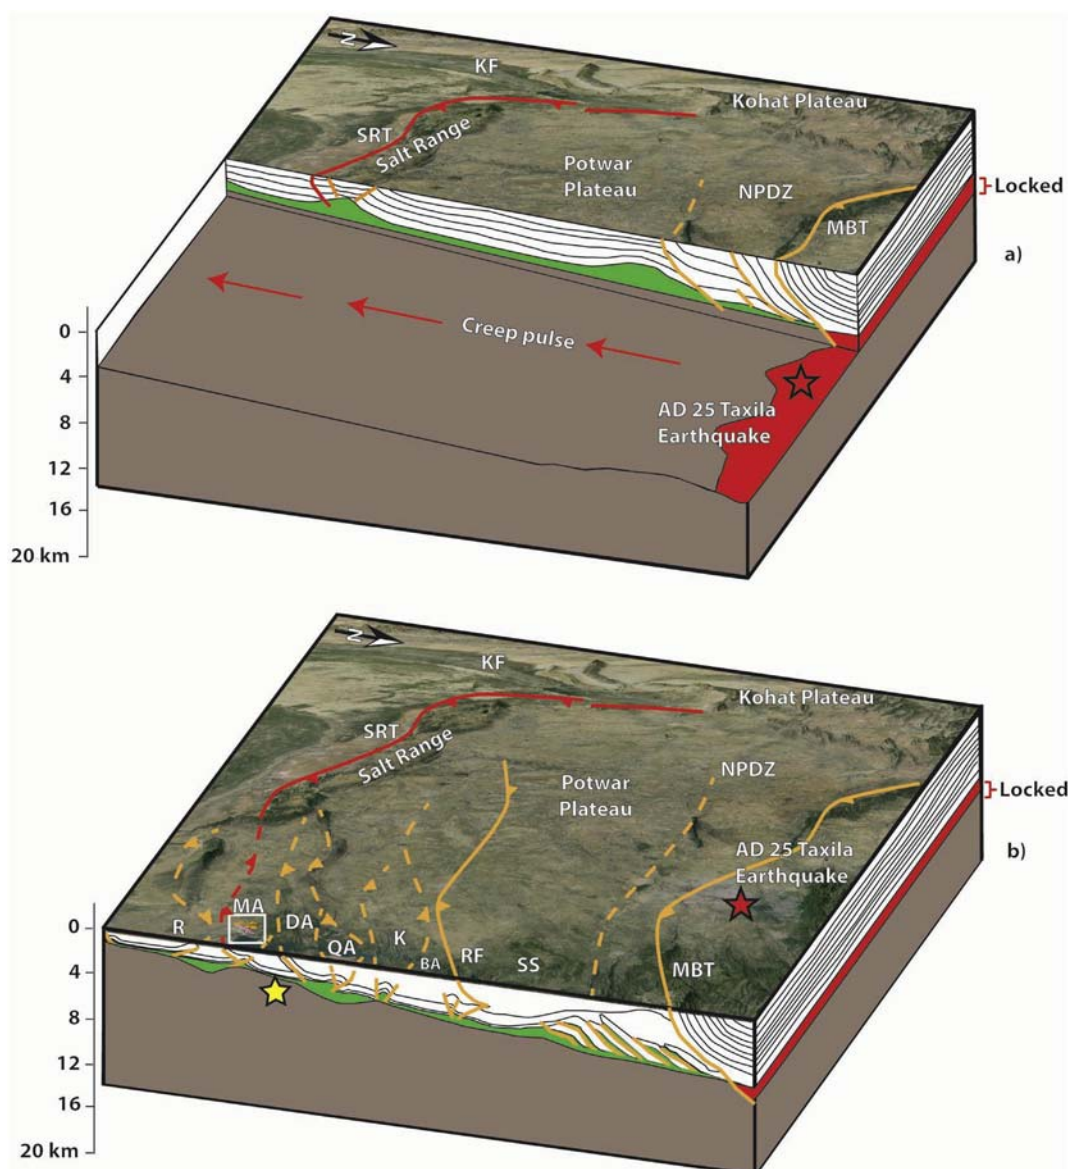 N
KF
Kohat Plateau
SRT
Salt Range
Potwar
Plateau
NPDZ
MBT
Locked
a)
Creep pulse
AD 25 Taxila
Earthquake
0
4
8
12
16
20 km
N
KF
Kohat Plateau
SRT
Salt Range
Potwar
Plateau
NPDZ
Locked
b)
AD 25 Taxila
Earthquake
MA
R
DA
QA
K
BA
RF
SS
MBT
0
4
8
12
16
20 km